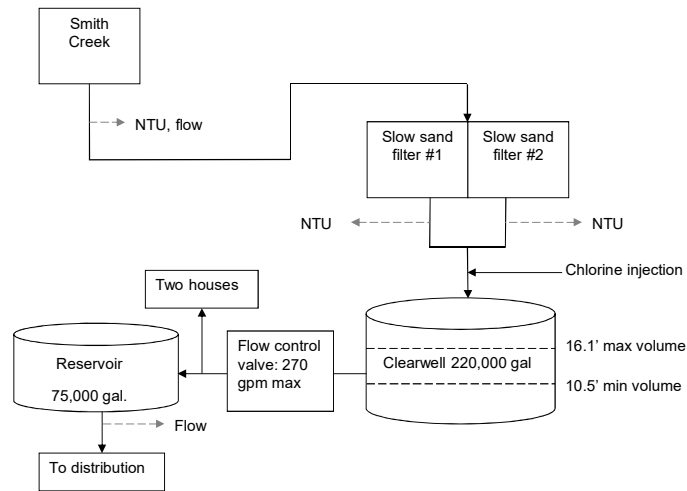 Smith
Creek
NTU, flow
Slow sand
filter #1
Slow sand
filter #2
NTU
NTU
Chlorine injection
Two houses
Reservoir
75,000 gal.
Flow control
valve: 270
gpm max
Clearwell 220,000 gal
16.1’ max volume
10.5’ min volume
Flow
To distribution